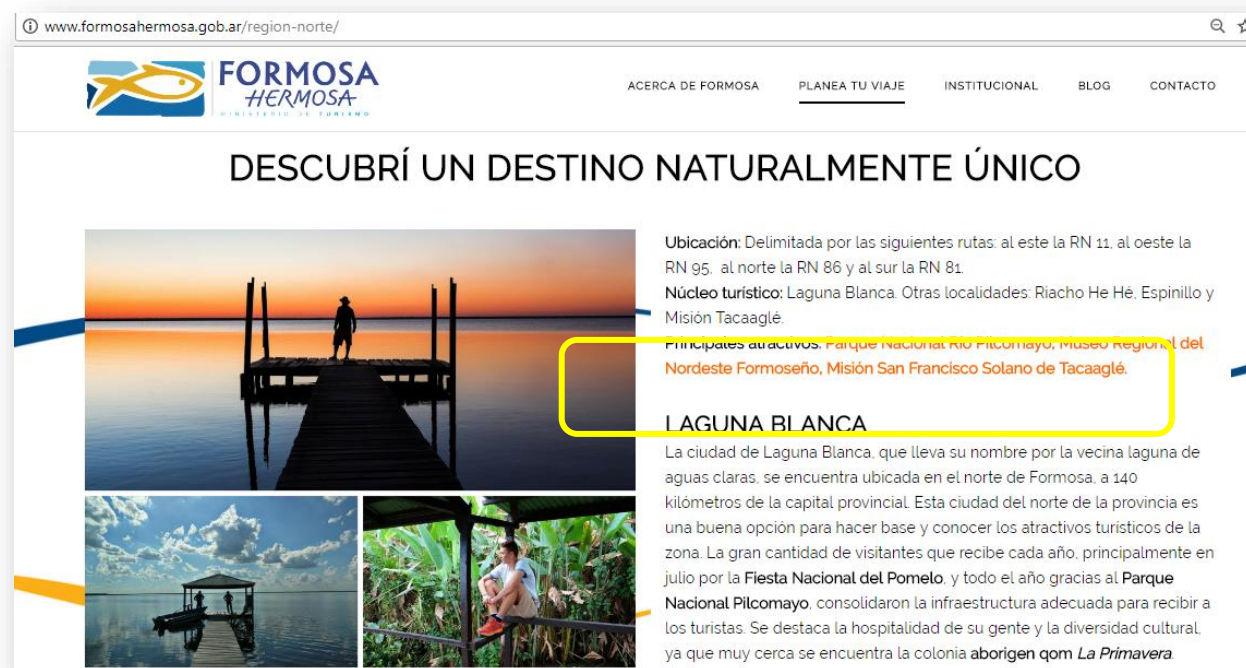 www.formosahermosa.gob.ar/region-norte/
FORMOSA
HERMOSA
MINISTERIO DE TURISMO
ACERCA DE FORMOSA PLANEA TU VIAJE INSTITUCIONAL BLOG CONTACTO
DESCUBRÍ UN DESTINO NATURALMENTE ÚNICO
Ubicación: Delimitada por las siguientes rutas: al este la RN 11, al oeste la
RN 95, al norte la RN 86 y al sur la RN 81.
Núcleo turístico: Laguna Blanca. Otras localidades: Riacho He Hé, Espinillo y
Misión Tacaaglé.
Principales atractivos: Parque Nacional Río Pilcomayo, Museo Regional del
Nordeste Formoseño, Misión San Francisco Solano de Tacaaglé.
LAGUNA BLANCA
La ciudad de Laguna Blanca, que lleva su nombre por la vecina laguna de
aguas claras, se encuentra ubicada en el norte de Formosa, a 140
kilómetros de la capital provincial. Esta ciudad del norte de la provincia es
una buena opción para hacer base y conocer los atractivos turísticos de la
zona. La gran cantidad de visitantes que recibe cada año, principalmente en
julio por la Fiesta Nacional del Pomelo, y todo el año gracias al Parque
Nacional Pilcomayo, consolidaron la infraestructura adecuada para recibir a
los turistas. Se destaca la hospitalidad de su gente y la diversidad cultural,
ya que muy cerca se encuentra la colonia aborigen qom La Primavera.